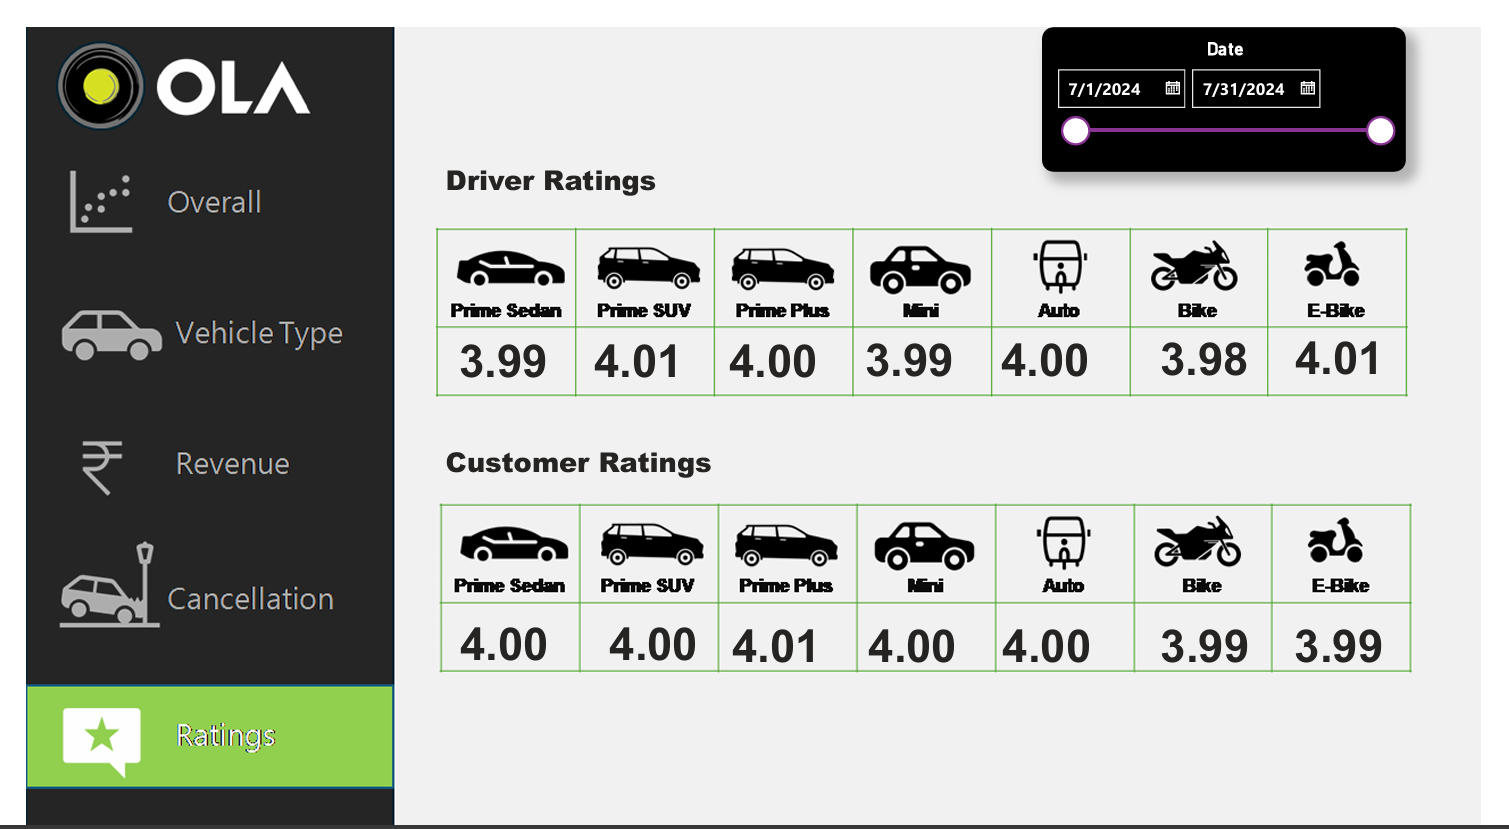 OLA
Overall
Vehicle Type
Revenue
Cancellation
Ratings
Date
7/1/2024 7/31/2024
Driver Ratings
Prime Sedan Prime SUV Prime Plus Mini Auto Bike E-Bike
3.99 4.01 4.00 3.99 4.00 3.98 4.01
Customer Ratings
Prime Sedan Prime SUV Prime Plus Mini Auto Bike E-Bike
4.00 4.00 4.01 4.00 4.00 3.99 3.99